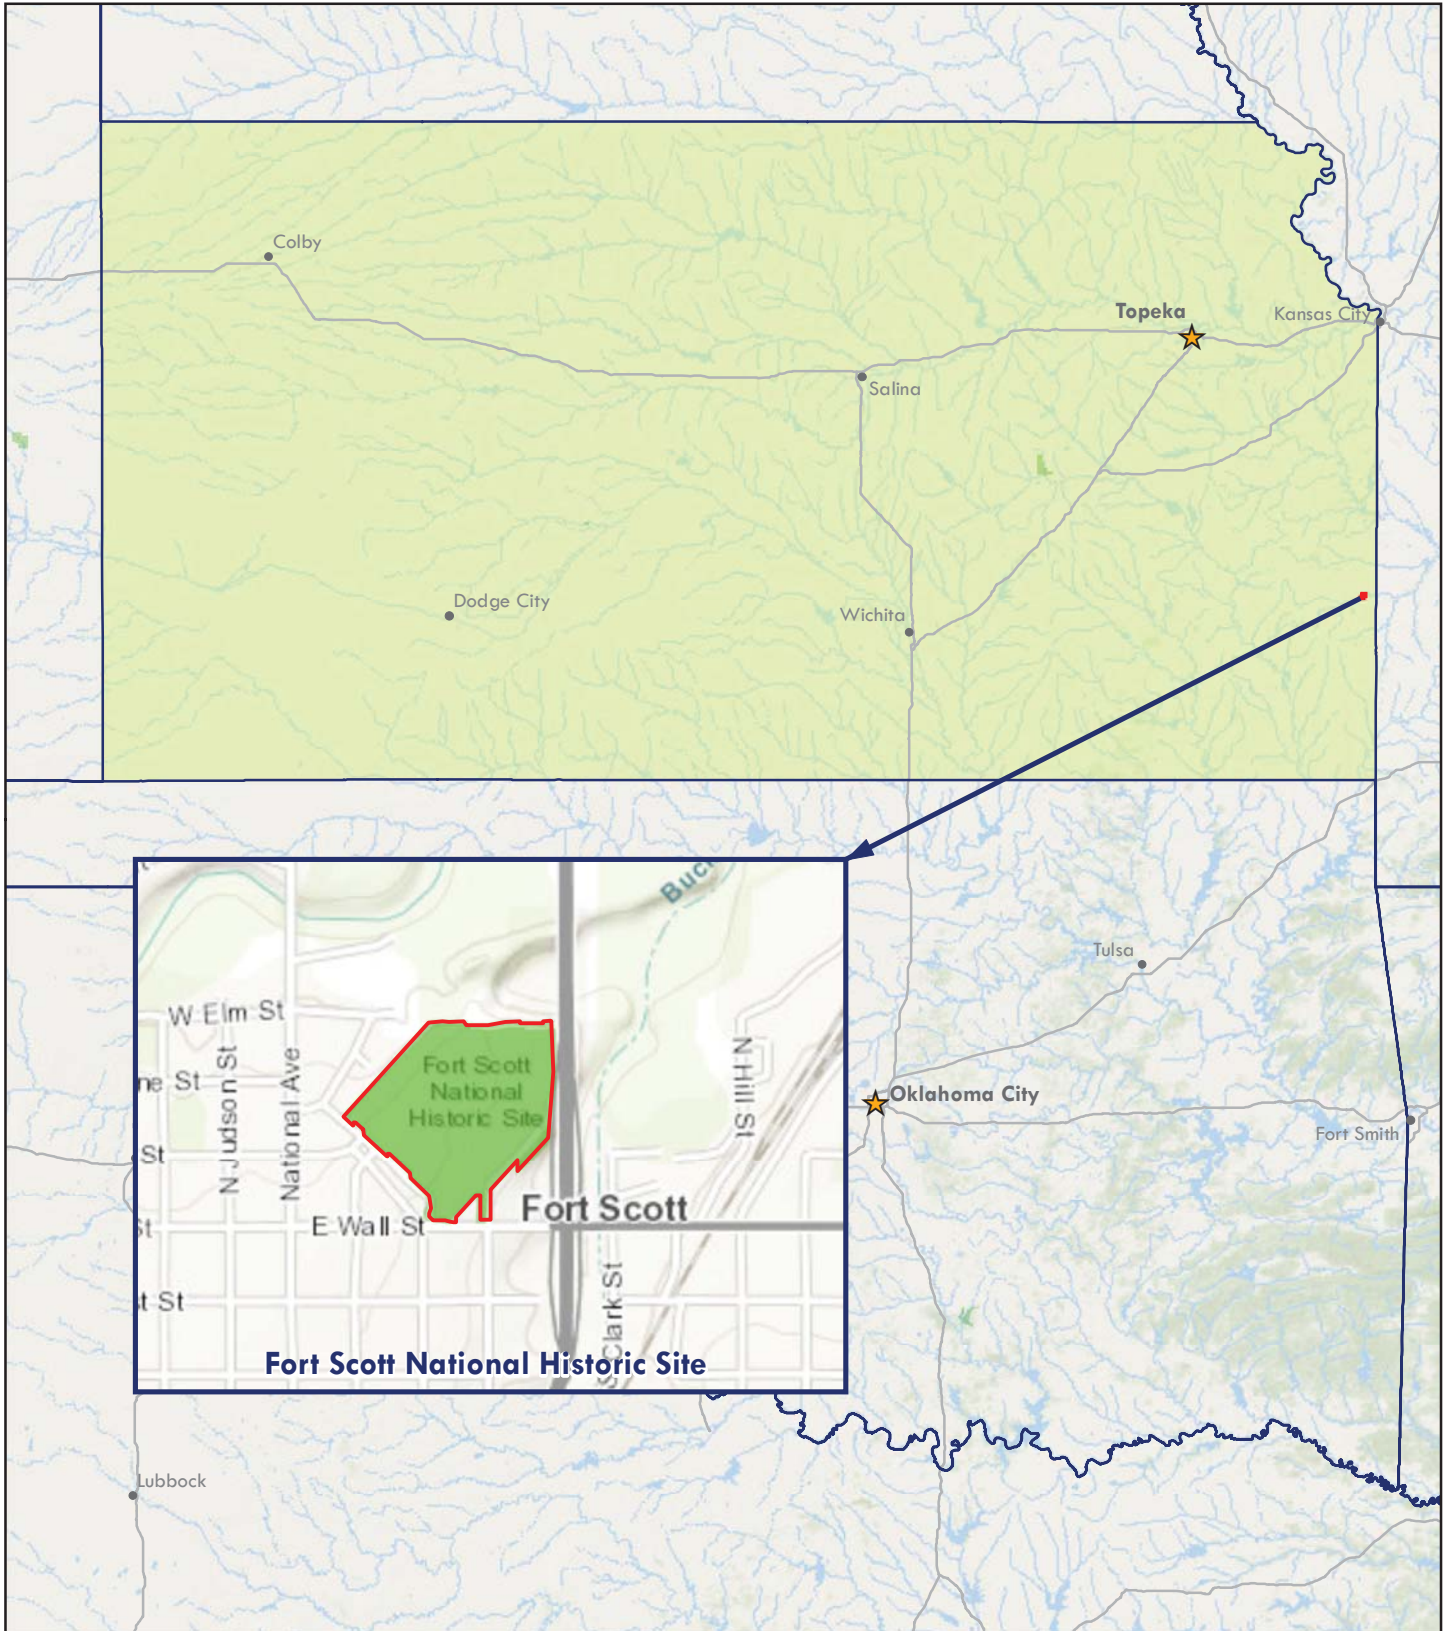 Colby
Topeka
Kansas City
Salina
Dodge City
Wichita
Tulsa
Oklahoma City
Fort Smith
Lubbock
W Elm St
N Judson St
National Ave
ne St
St
St
t St
E Wall St
Fort Scott
National
Historic Site
Fort Scott
N Hill St
S Clark St
Fort Scott National Historic Site